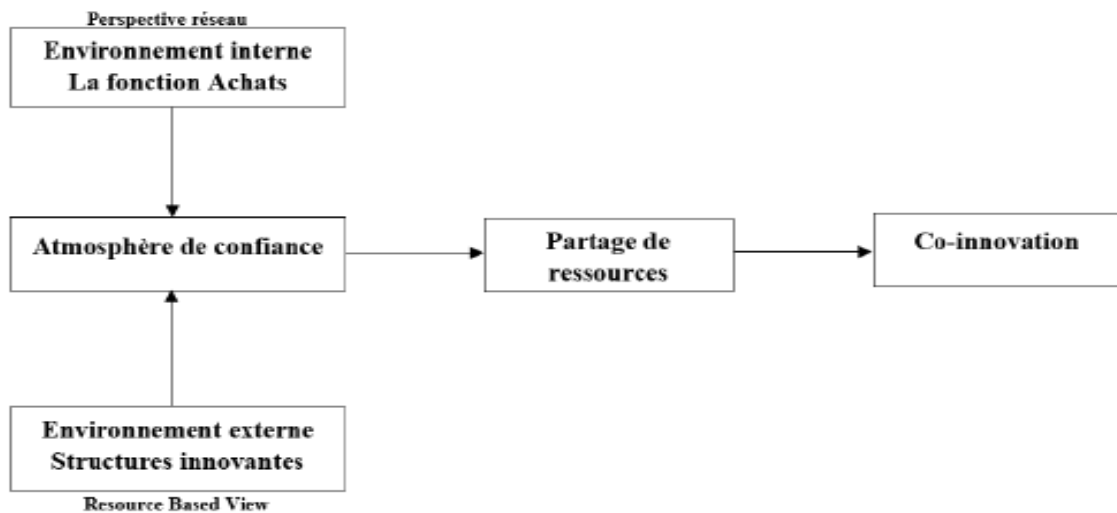 Perspective réseau
Environnement interne
La fonction Achats
Atmosphère de confiance
Partage de
ressources
Co-innovation
Environnement externe
Structures innovantes
Resource Based View